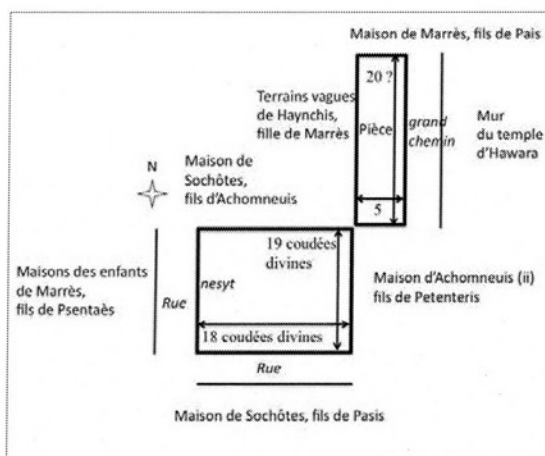 Maison de Marrès, fils de Pais
20 ?
Terrains vagues
de Haynchis,
fille de Marrès
Pièce
grand
chemin
Mur
du temple
d'Hawara
N
Maison de
Sochôtes,
fils d'Achomneuis
5
19 coudées
divines
Maisons des enfants
de Marrès,
fils de Psentaès
Rue
nesyt
Maison d'Achomneuis (ii)
fils de Petenteris
18 coudées divines
Rue
Maison de Sochôtes, fils de Pasis